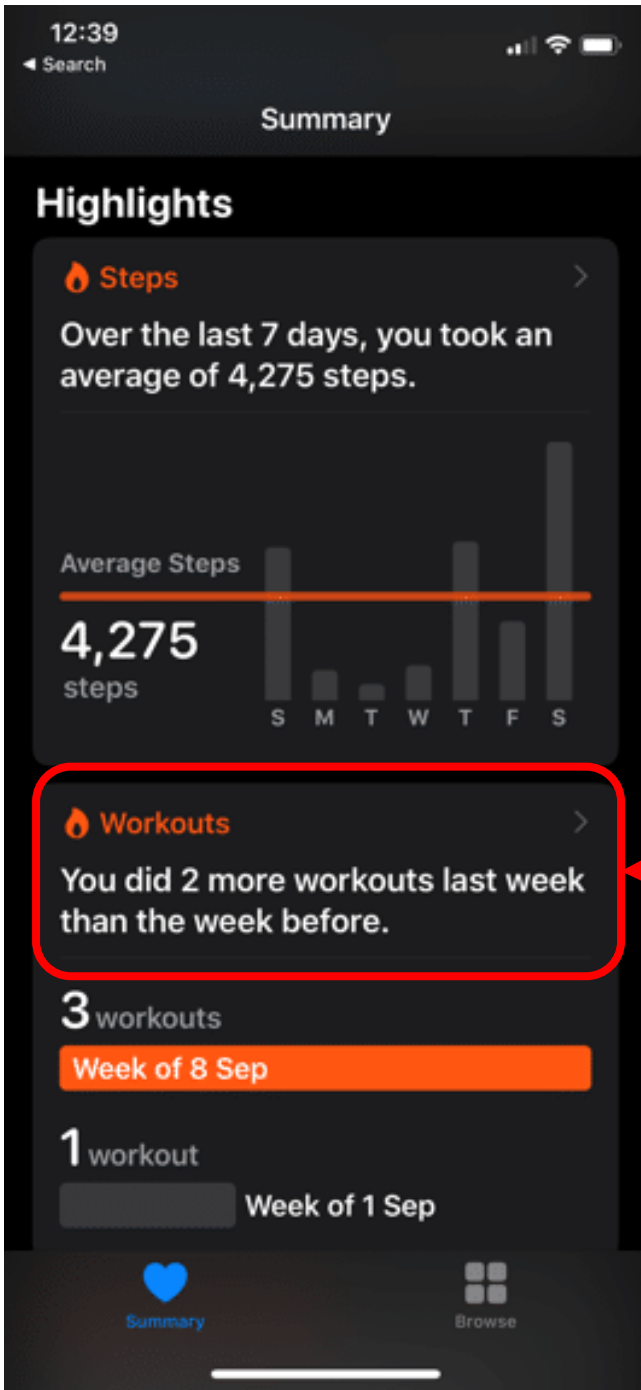 12:39
Search
Summary
Highlights
Steps
Over the last 7 days, you took an
average of 4,275 steps.
Average Steps
4,275
steps
S M T W T F S
Workouts
You did 2 more workouts last week
than the week before.
3 workouts
Week of 8 Sep
1 workout
Week of 1 Sep
Summary
Browse